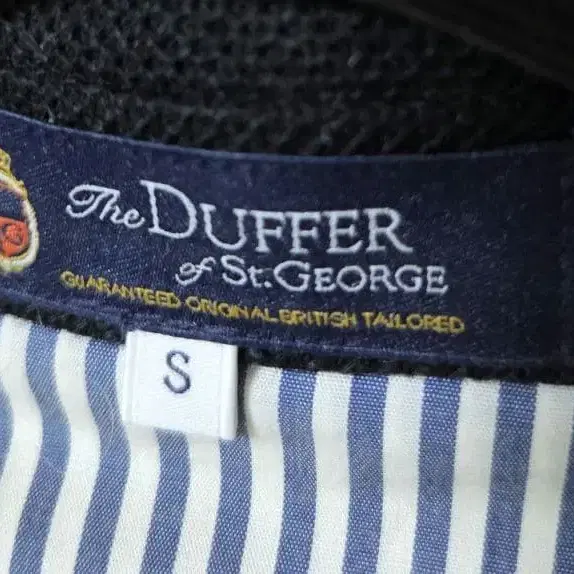 The DUFFER
of St.GEORGE
GUARANTEED ORIGINAL BRITISH TAILORED
S